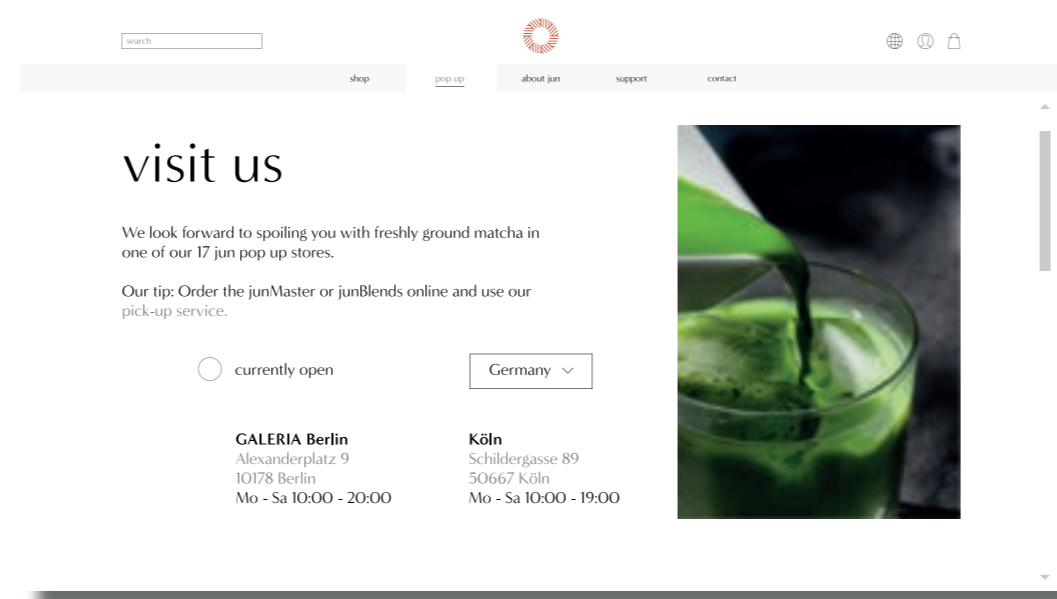 search
shop
pop up
about jun
support
contact
visit us
We look forward to spoiling you with freshly ground matcha in
one of our 17 jun pop up stores.
Our tip: Order the junMaster or junBlends online and use our
pick-up service.
currently open
Germany
GALERIA Berlin
Alexanderplatz 9
10178 Berlin
Mo - Sa 10:00 - 20:00
Köln
Schildergasse 89
50667 Köln
Mo - Sa 10:00 - 19:00